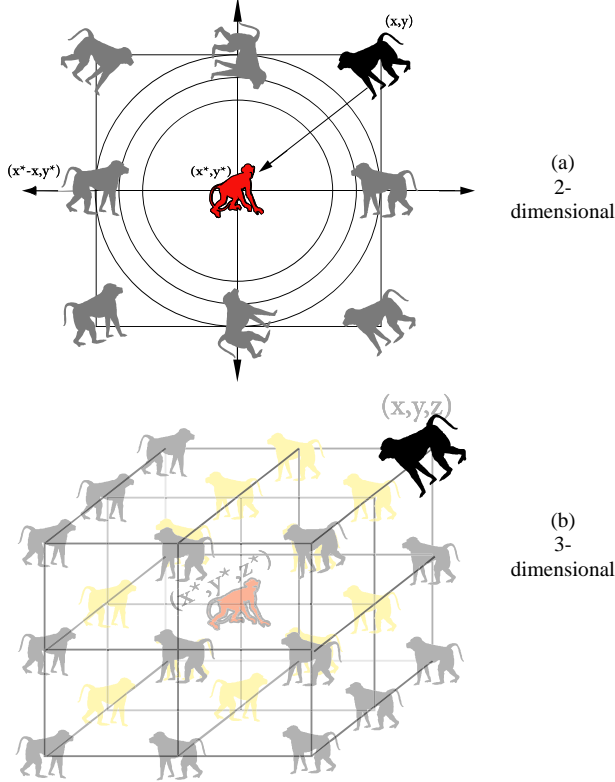 (x,y)
(x*-x,y*)
(x*,y*)
(a)
2-
dimensional
(x,y,z)
(x*,y*,z*)
(b)
3-
dimensional